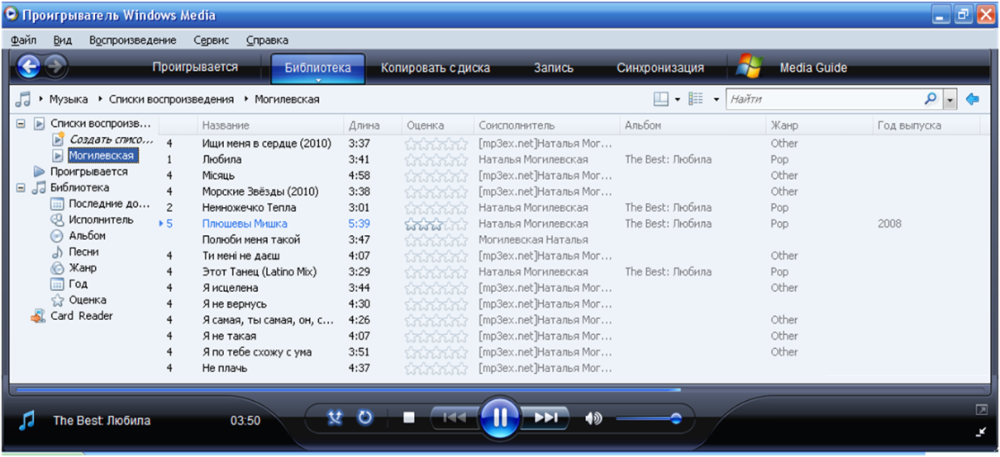 Проигрыватель Windows Media
Файл Вид Воспроизведение Сервис Справка
Проигрывается Библиотека Копировать с диска Запись Синхронизация Media Guide
Музыка Списки воспроизведения Могилевская Найти
Списки воспроизв... Название Длина Оценка Соисполнитель Альбом Жанр Год выпуска
Создать списо... 4 Ищи меня в сердце (2010) 3:37 [mp3ex.net]Наталья Мог... Other
Могилевская 1 Любила 3:41 Наталья Могилевская The Best: Любила Pop
Проигрывается 4 Мiсяць 4:58 [mp3ex.net]Наталья Мог... Other
Библиотека 4 Морские Звёзды (2010) 3:38 [mp3ex.net]Наталья Мог... Other
Последние до... 2 Немножечко Тепла 3:01 Наталья Могилевская The Best: Любила Pop
Исполнитель 5 Плюшевы Мишка 5:39 Наталья Могилевская The Best: Любила Pop 2008
Альбом Полюби меня такой 3:47 Могилевская Наталья
Песни 4 Ти менi не даєш 4:07 [mp3ex.net]Наталья Мог... Other
Жанр 4 Этот Танец (Latino Mix) 3:29 Наталья Могилевская The Best: Любила Pop
Год 4 Я исцелена 3:44 [mp3ex.net]Наталья Мог... Other
Оценка 4 Я не вернусь 4:30 [mp3ex.net]Наталья Мог...
Card Reader 4 Я самая, ты самая, он, с... 4:26 [mp3ex.net]Наталья Мог... Other
4 Я не такая 4:07 [mp3ex.net]Наталья Мог... Other
4 Я по тебе схожу с ума 3:51 [mp3ex.net]Наталья Мог... Other
4 Не плачь 4:37 [mp3ex.net]Наталья Мог...
The Best: Любила 03:50